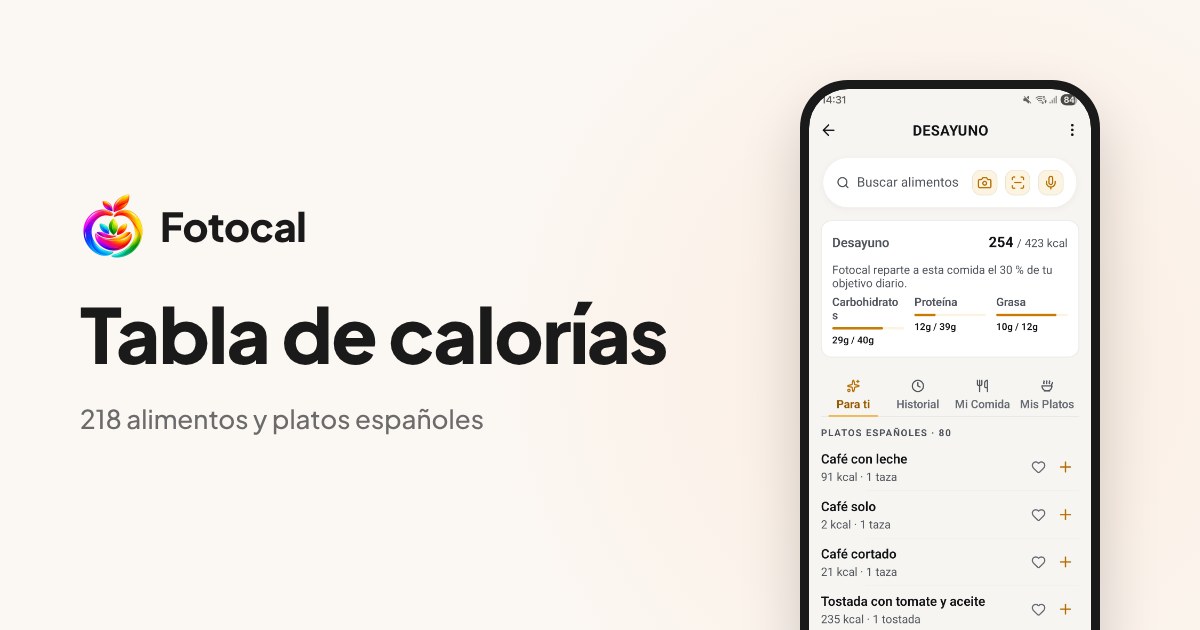 Fotocal
Tabla de calorías
218 alimentos y platos españoles
14:31
84
DESAYUNO
Buscar alimentos
Desayuno
254 / 423 kcal
Fotocal reparte a esta comida el 30 % de tu
objetivo diario.
Carbohidrato
s
29g / 40g
Proteína
12g / 39g
Grasa
10g / 12g
Para ti
Historial
Mi Comida
Mis Platos
PLATOS ESPAÑOLES · 80
Café con leche
91 kcal · 1 taza
Café solo
2 kcal · 1 taza
Café cortado
21 kcal · 1 taza
Tostada con tomate y aceite
235 kcal · 1 tostada